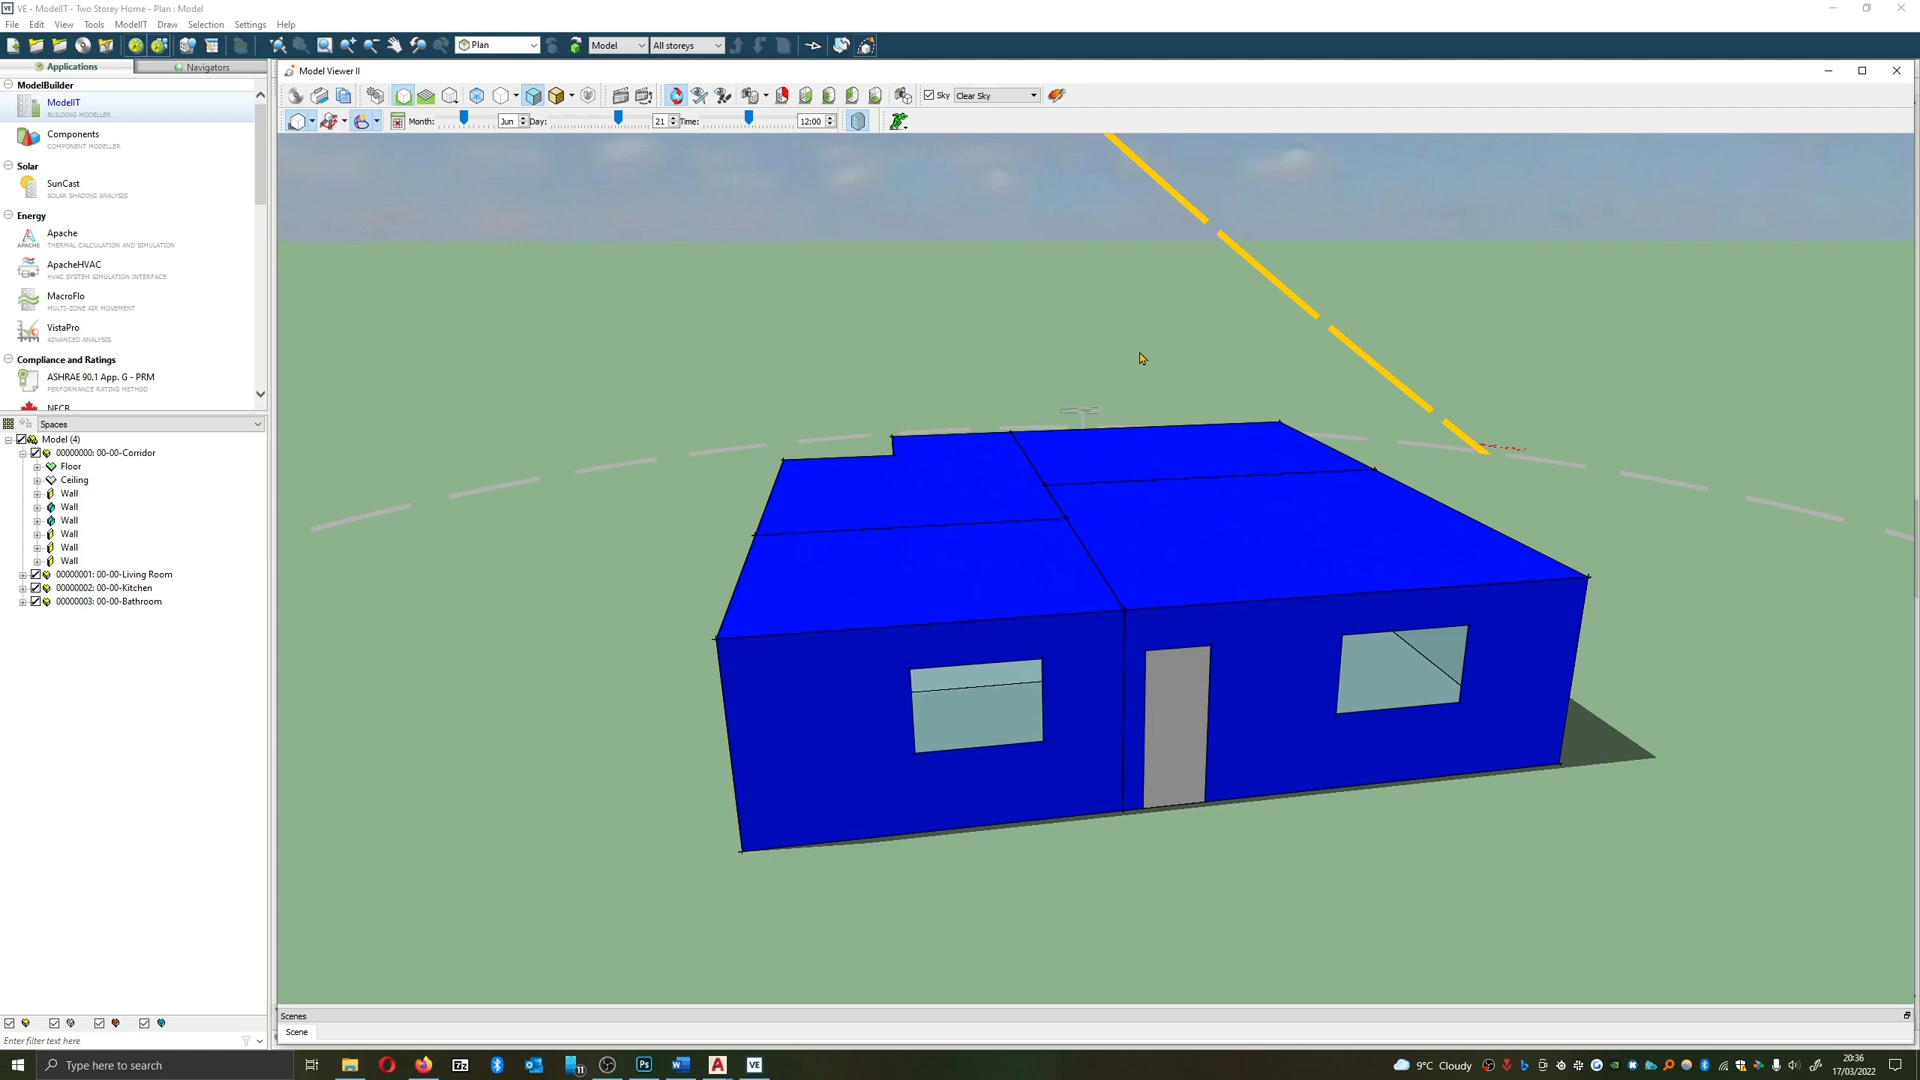 VE - ModelIT - Two Storey Home - Plan : Model
File Edit View Tools ModelIT Draw Selection Settings Help
Plan Model All storeys
Applications Navigators
Model Viewer II
ModelBuilder
ModelIT
BUILDING MODELLER
Components
COMPONENT MODELLER
Solar
SunCast
SOLAR SHADING ANALYSIS
Energy
Apache
APACHE THERMAL CALCULATION AND SIMULATION
ApacheHVAC
HVAC SYSTEM SIMULATION INTERFACE
MacroFlo
MULTI-ZONE AIR MOVEMENT
VistaPro
ADVANCED ANALYSIS
Compliance and Ratings
ASHRAE 90.1 App. G - PRM
PERFORMANCE RATING METHOD
NECB
Sky Clear Sky
Month: Jun Day: 21 Time: 12:00
Spaces
Model (4)
00000000: 00-00-Corridor
Floor
Ceiling
Wall
Wall
Wall
Wall
Wall
Wall
00000001: 00-00-Living Room
00000002: 00-00-Kitchen
00000003: 00-00-Bathroom
Enter filter text here
Scenes
Scene
Type here to search
7z
11
Ps
A
VE
9°C Cloudy
20:36
17/03/2022